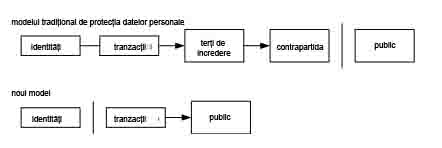 modelul tradițional de protecția datelor personale
identități
tranzacții
terți de
încredere
contrapartida
public
noul model
identități
tranzacții
public